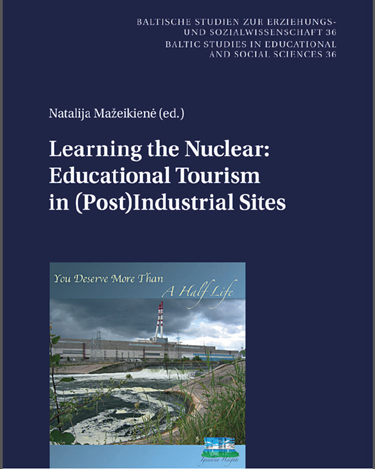 BALTISCHE STUDIEN ZUR ERZIEHUNGS-
UND SOZIALWISSENSCHAFT 36
BALTIC STUDIES IN EDUCATIONAL
AND SOCIAL SCIENCES 36
Natalija Mažeikienė (ed.)
Learning the Nuclear:
Educational Tourism
in (Post)Industrial Sites
You Deserve More Than
A Half Life